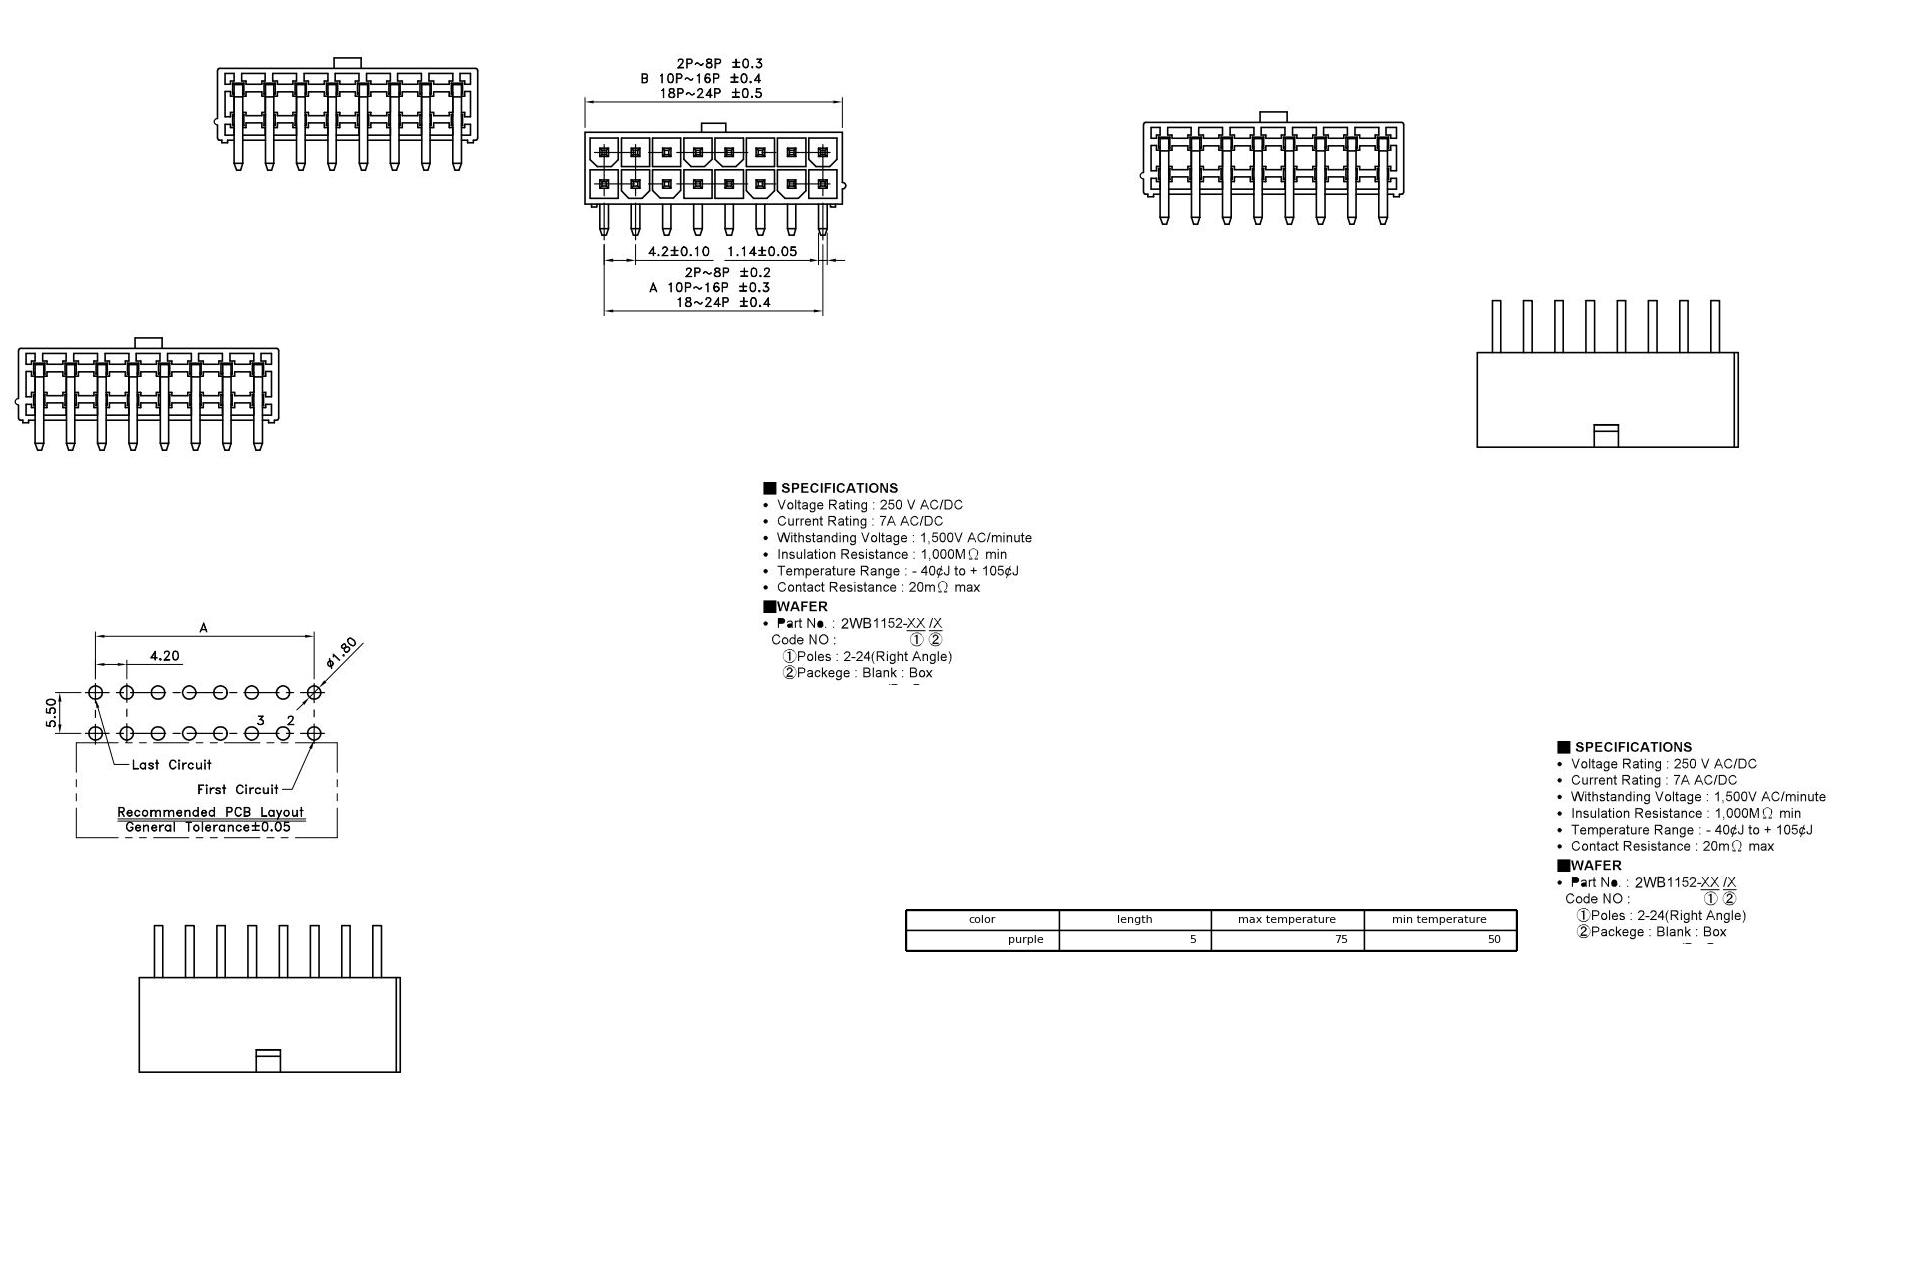 2P~8P ±0.3
B 10P~16P ±0.4
18P~24P ±0.5
4.2±0.10 1.14±0.05
2P~8P ±0.2
A 10P~16P ±0.3
18~24P ±0.4
■ SPECIFICATIONS
• Voltage Rating : 250 V AC/DC
• Current Rating : 7A AC/DC
• Withstanding Voltage : 1,500V AC/minute
• Insulation Resistance : 1,000MΩ min
• Temperature Range : - 40¢J to + 105¢J
• Contact Resistance : 20mΩ max
■WAFER
• Part No. : 2WB1152-XX /X
Code NO : ① ②
①Poles : 2-24(Right Angle)
②Packege : Blank : Box
A
4.20
ø1.80
5.50
3 2
Last Circuit
First Circuit
Recommended PCB Layout
General Tolerance±0.05
■ SPECIFICATIONS
• Voltage Rating : 250 V AC/DC
• Current Rating : 7A AC/DC
• Withstanding Voltage : 1,500V AC/minute
• Insulation Resistance : 1,000MΩ min
• Temperature Range : - 40¢J to + 105¢J
• Contact Resistance : 20mΩ max
■WAFER
• Part No. : 2WB1152-XX /X
Code NO : ① ②
①Poles : 2-24(Right Angle)
②Packege : Blank : Box
color length max temperature min temperature
purple 5 75 50